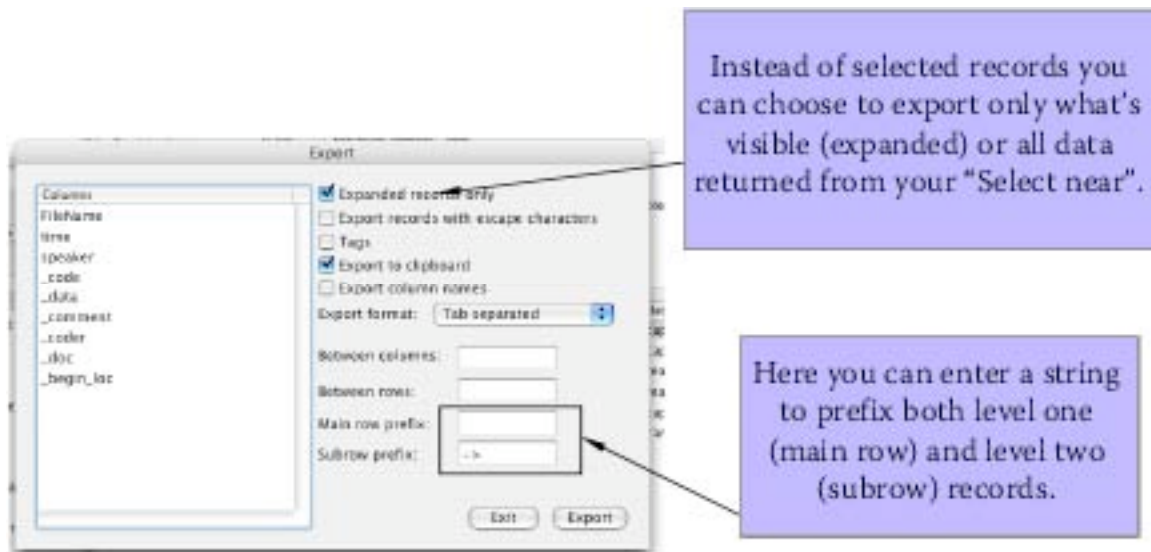 Instead of selected records you
can choose to export only what's
visible (expanded) or all data
returned from your “Select near”.
Export
Columns
FileName
time
speaker
_code
_data
_comment
_coder
_doc
_begin_loc
Expanded records only
Export records with escape characters
Tags
Export to clipboard
Export column names
Export format: Tab separated
Between columns:
Between rows:
Main row prefix:
Subrow prefix: ->
Exit Export
Here you can enter a string
to prefix both level one
(main row) and level two
(subrow) records.